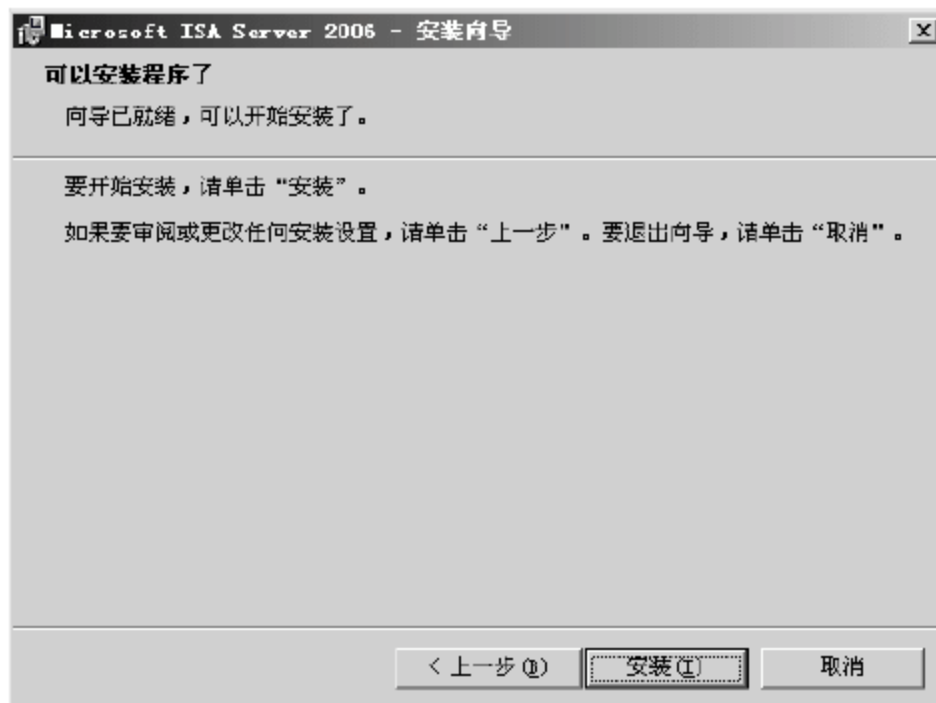 Microsoft ISA Server 2006 - 安装向导
可以安装程序了
向导已就绪，可以开始安装了。
要开始安装，请单击“安装”。
如果要审阅或更改任何安装设置，请单击“上一步”。要退出向导，请单击“取消”。
< 上一步(B)
安装(I)
取消